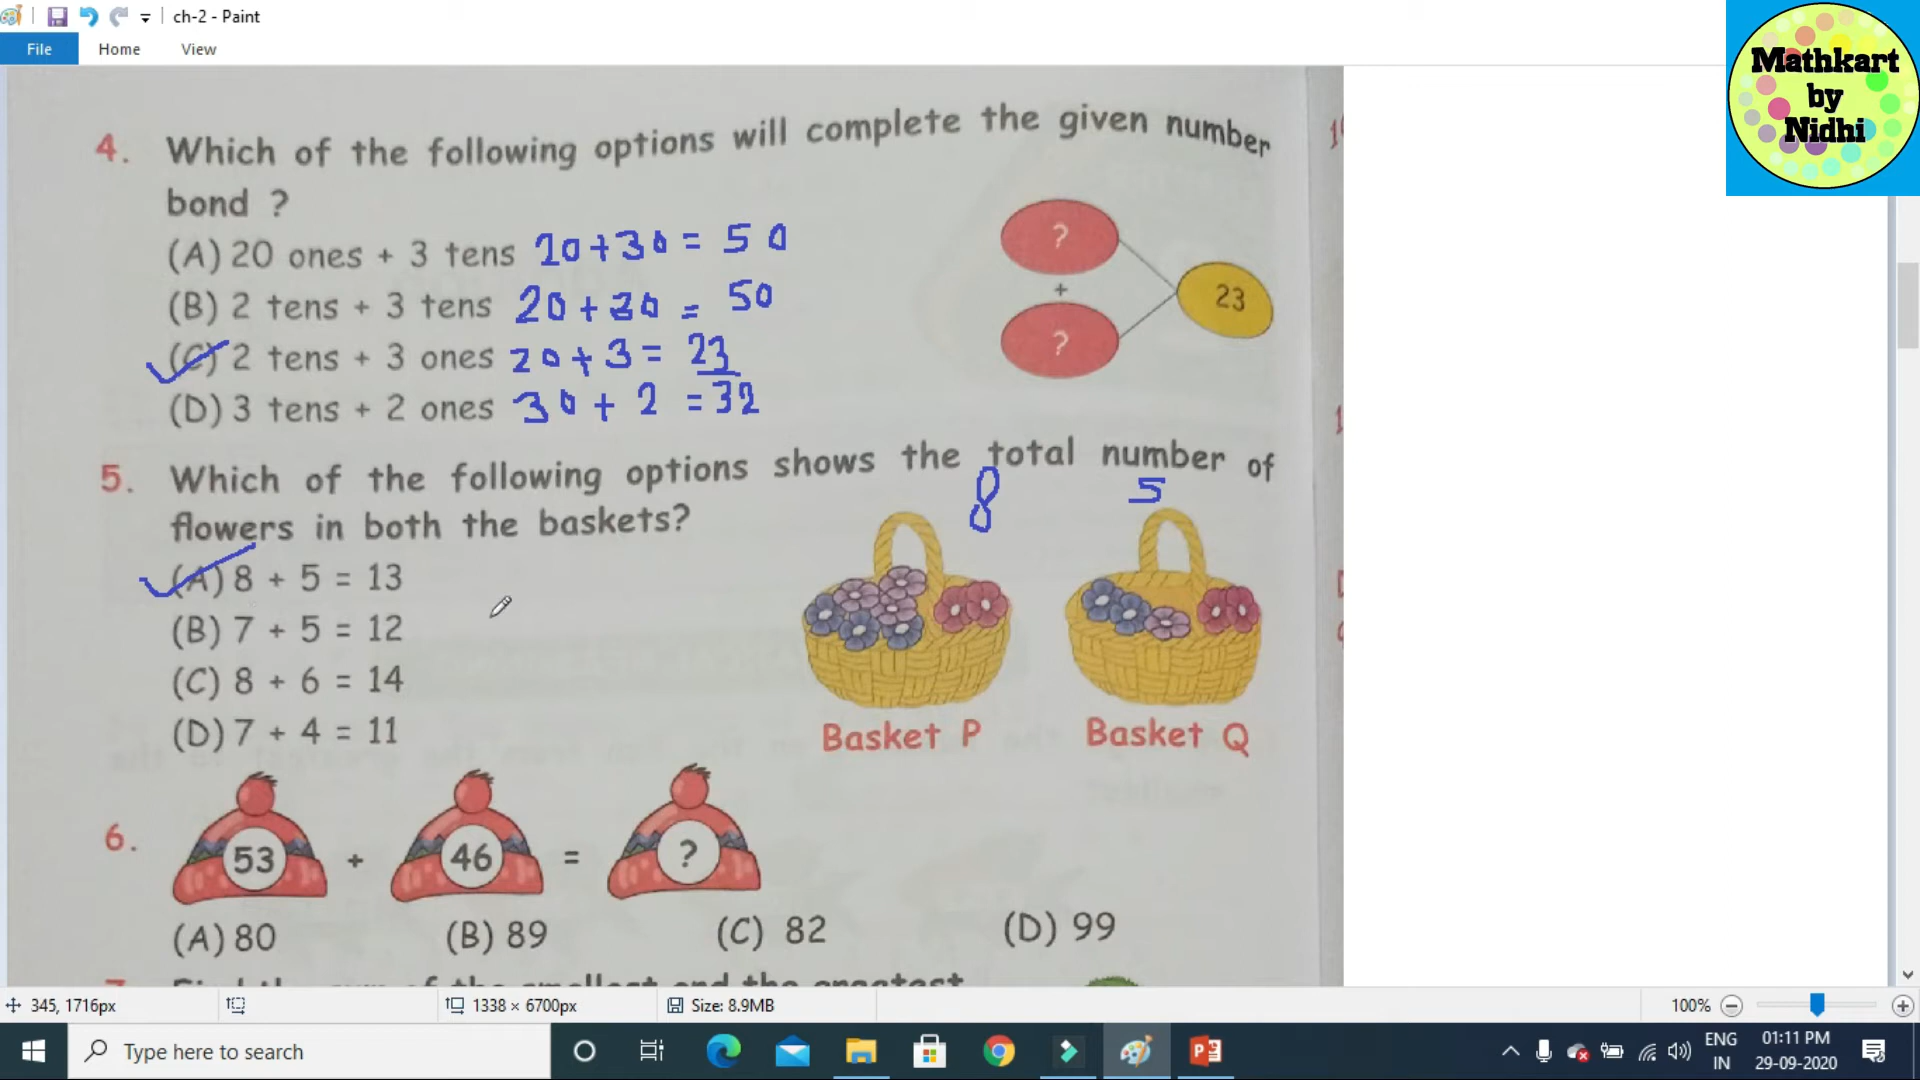 ch-2 - Paint
File Home View
Mathkart
by
Nidhi
4. Which of the following options will complete the given number
bond ?
(A) 20 ones + 3 tens 20+30 = 50
(B) 2 tens + 3 tens 20+30 = 50
(C) 2 tens + 3 ones 20+3 = 23
(D) 3 tens + 2 ones 30 + 2 = 32
?
+
?
23
5. Which of the following options shows the total number of
flowers in both the baskets?
8 5
(A) 8 + 5 = 13
(B) 7 + 5 = 12
(C) 8 + 6 = 14
(D) 7 + 4 = 11
Basket P Basket Q
6. 53 + 46 = ?
(A) 80 (B) 89 (C) 82 (D) 99
345, 1716px 1338 × 6700px Size: 8.9MB 100%
Type here to search
ENG
IN
01:11 PM
29-09-2020